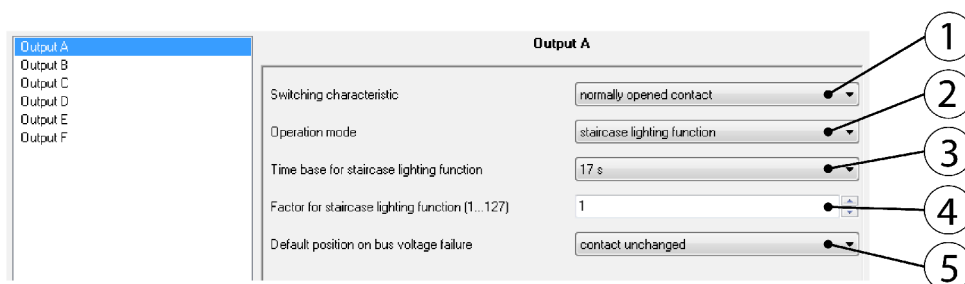 Output A
Output B
Output C
Output D
Output E
Output F
Output A
Switching characteristic normally opened contact
Operation mode staircase lighting function
Time base for staircase lighting function 17 s
Factor for staircase lighting function (1...127) 1
Default position on bus voltage failure contact unchanged
1
2
3
4
5